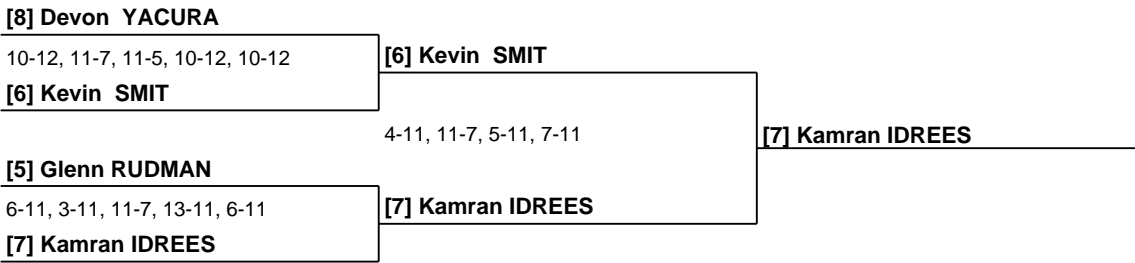 [8] Devon YACURA
10-12, 11-7, 11-5, 10-12, 10-12
[6] Kevin SMIT
[6] Kevin SMIT
4-11, 11-7, 5-11, 7-11
[7] Kamran IDREES
[5] Glenn RUDMAN
6-11, 3-11, 11-7, 13-11, 6-11
[7] Kamran IDREES
[7] Kamran IDREES